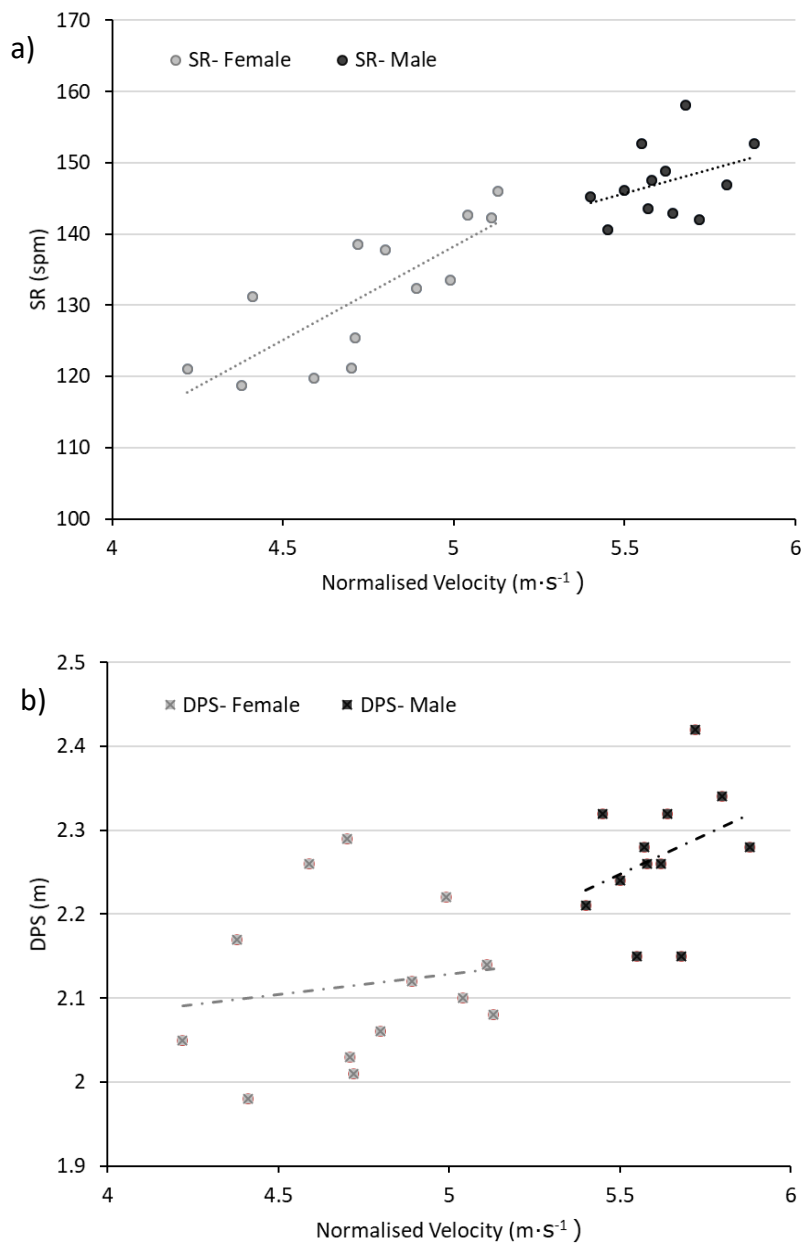 a)
SR- Female SR- Male
170
160
150
140
130
120
110
100
SR (spm)
4 4.5 5 5.5 6
Normalised Velocity (m·s-1 )
b)
DPS- Female DPS- Male
2.5
2.4
2.3
2.2
2.1
2
1.9
DPS (m)
4 4.5 5 5.5 6
Normalised Velocity (m·s-1 )